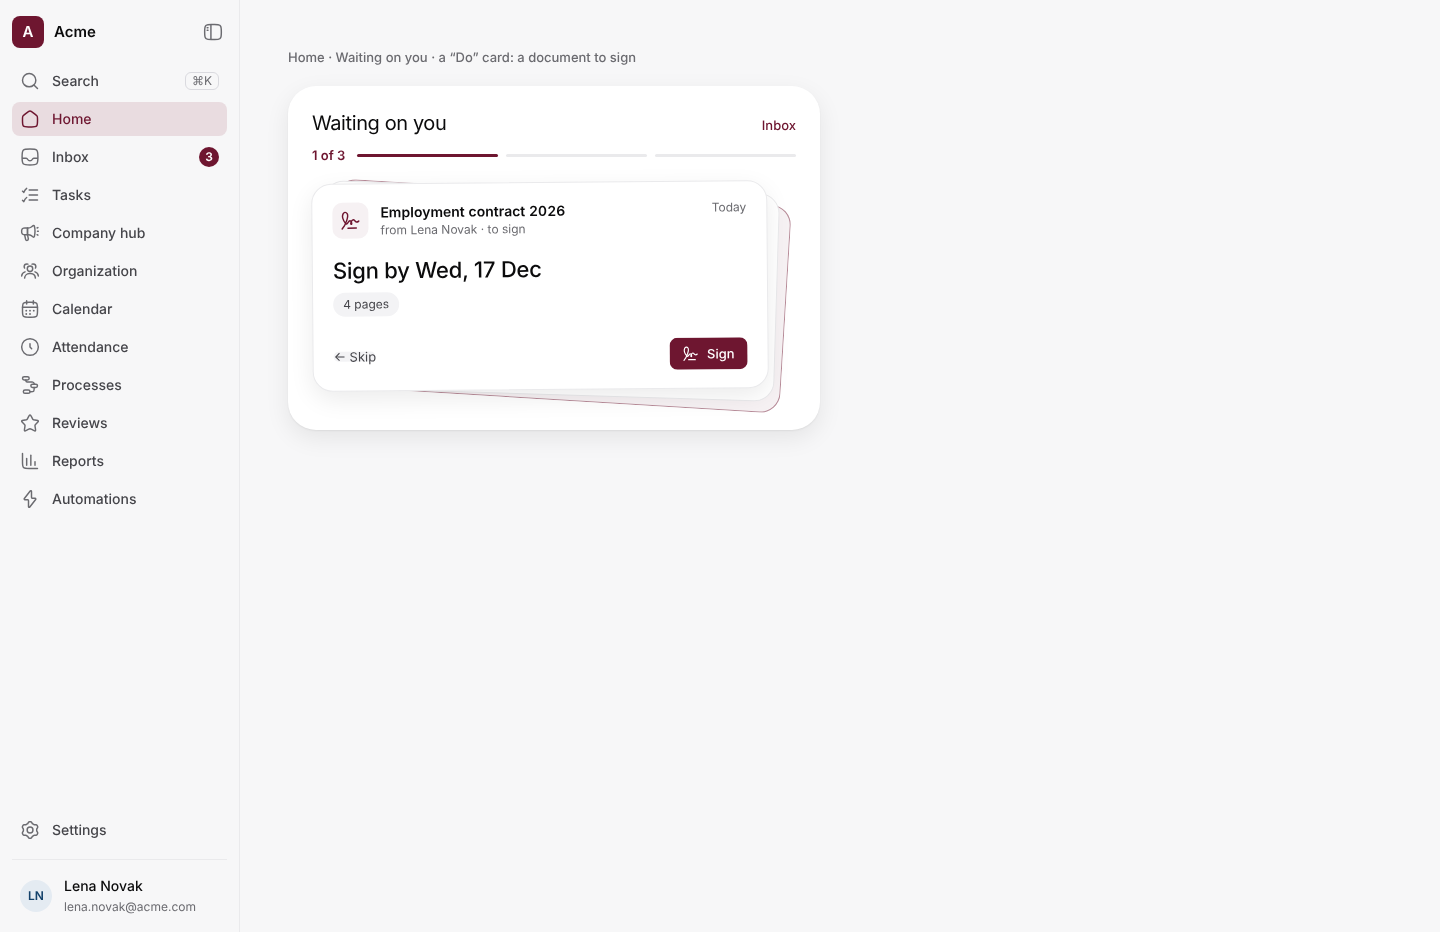 A Acme
Search ⌘K
Home
Inbox 3
Tasks
Company hub
Organization
Calendar
Attendance
Processes
Reviews
Reports
Automations
Settings
LN Lena Novak
lena.novak@acme.com
Home · Waiting on you · a “Do” card: a document to sign
Waiting on you Inbox
1 of 3
Employment contract 2026 Today
from Lena Novak · to sign
Sign by Wed, 17 Dec
4 pages
← Skip Sign